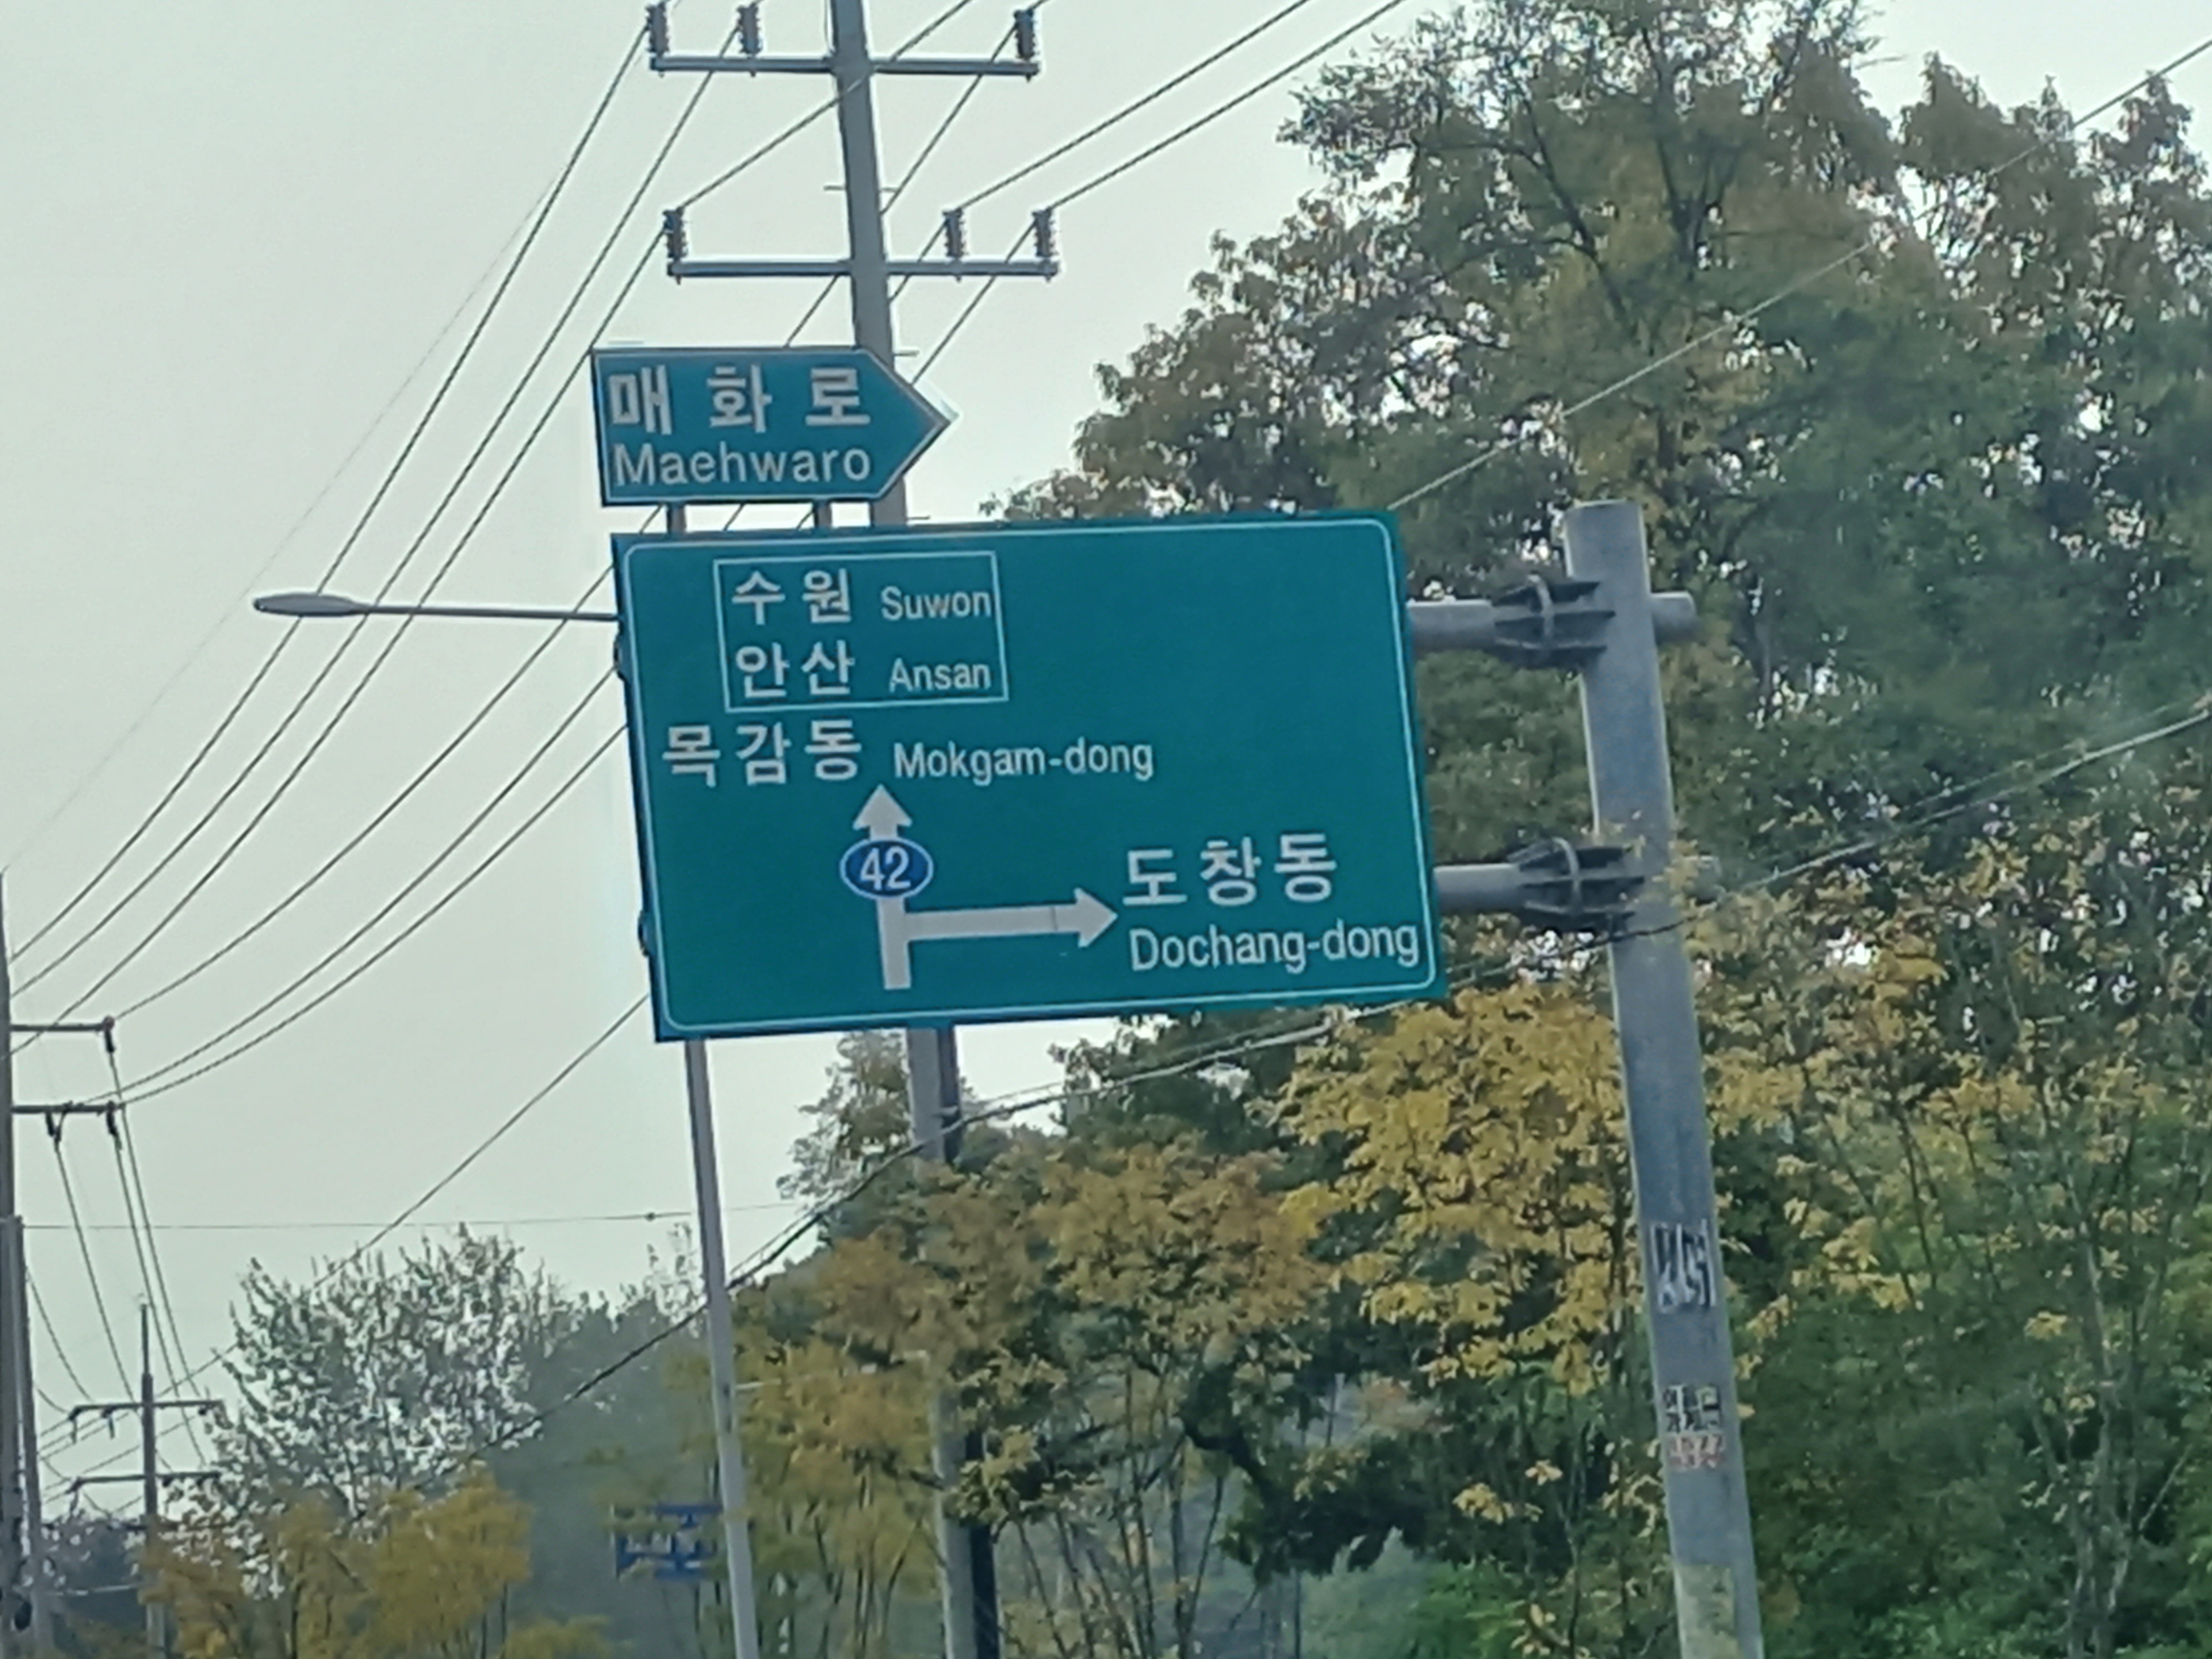 매화로
Maehwaro
수원 Suwon
안산 Ansan
목감동 Mokgam-dong
42
도창동
Dochang-dong